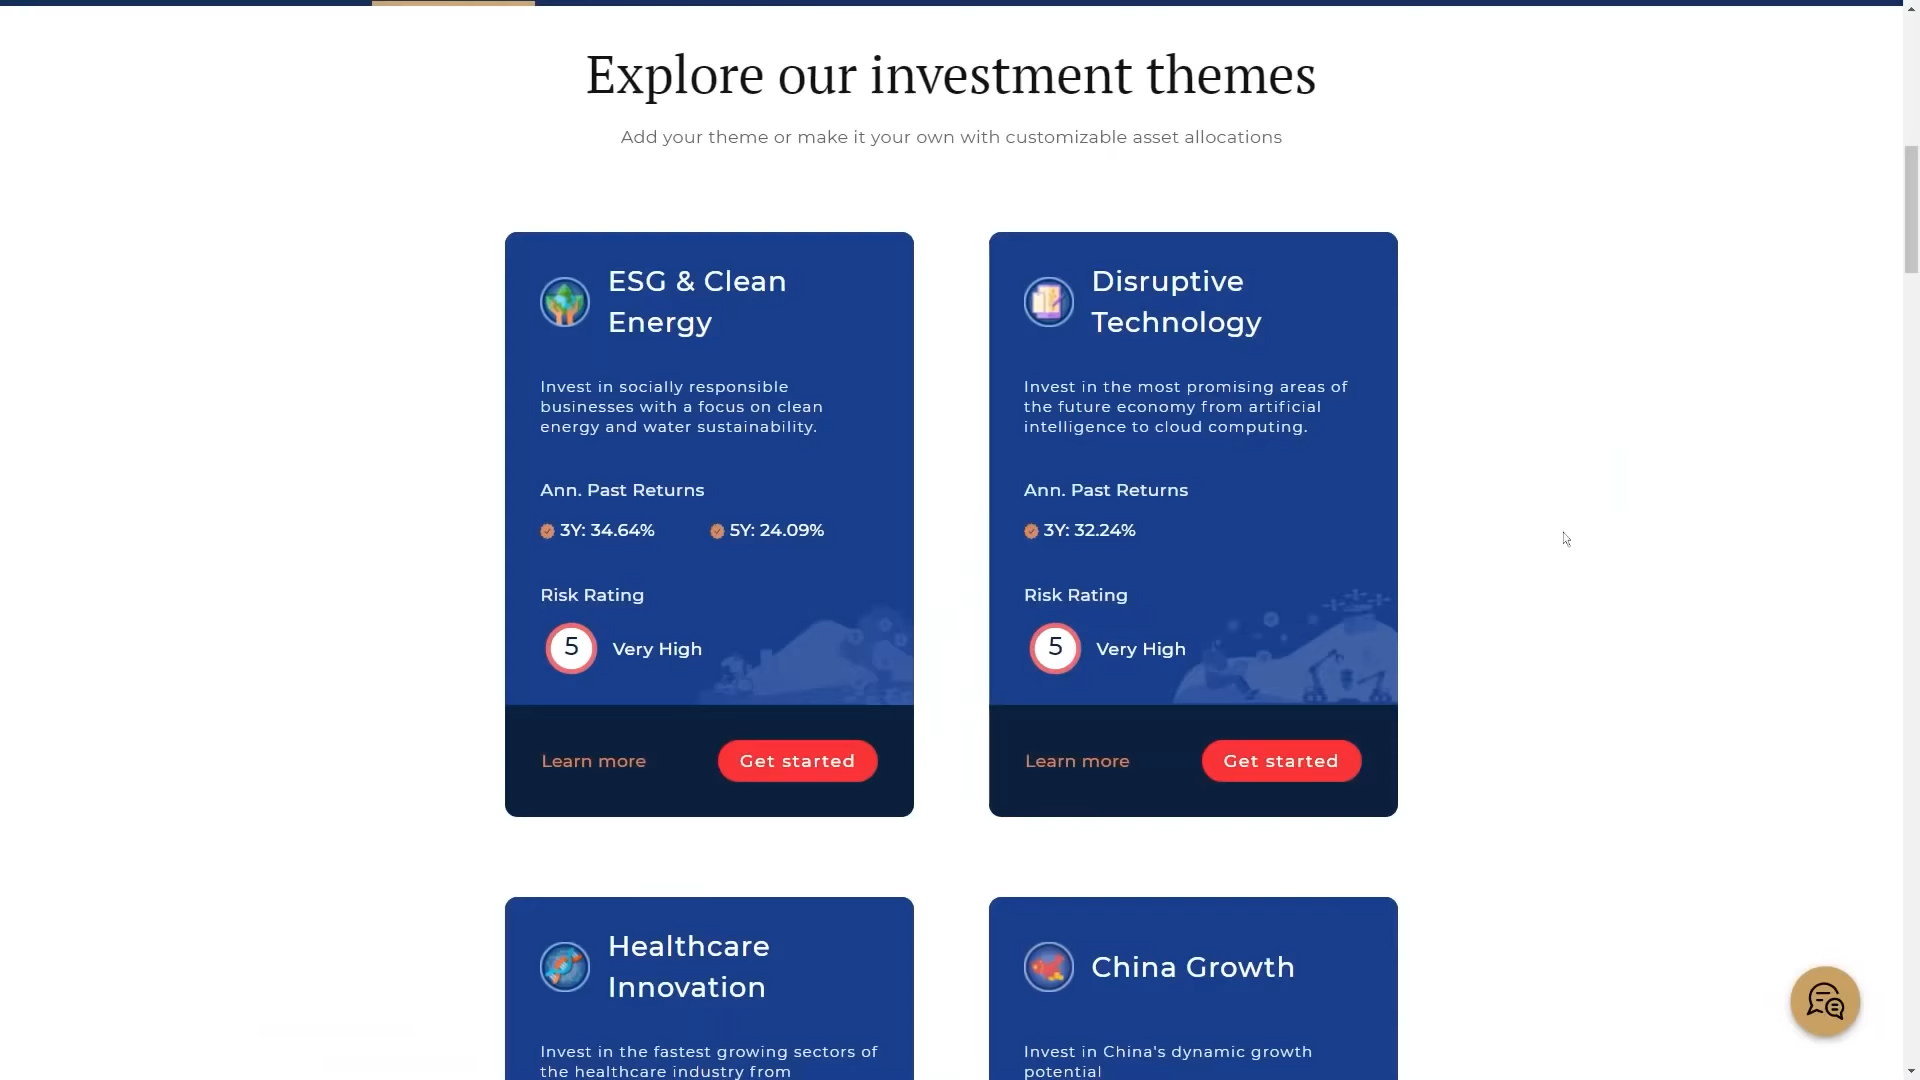 Explore our investment themes
Add your theme or make it your own with customizable asset allocations
ESG & Clean
Energy
Invest in socially responsible
businesses with a focus on clean
energy and water sustainability.
Ann. Past Returns
3Y: 34.64%
5Y: 24.09%
Risk Rating
5
Very High
Learn more
Get started
Disruptive
Technology
Invest in the most promising areas of
the future economy from artificial
intelligence to cloud computing.
Ann. Past Returns
3Y: 32.24%
Risk Rating
5
Very High
Learn more
Get started
Healthcare
Innovation
Invest in the fastest growing sectors of
the healthcare industry from
China Growth
Invest in China's dynamic growth
potential